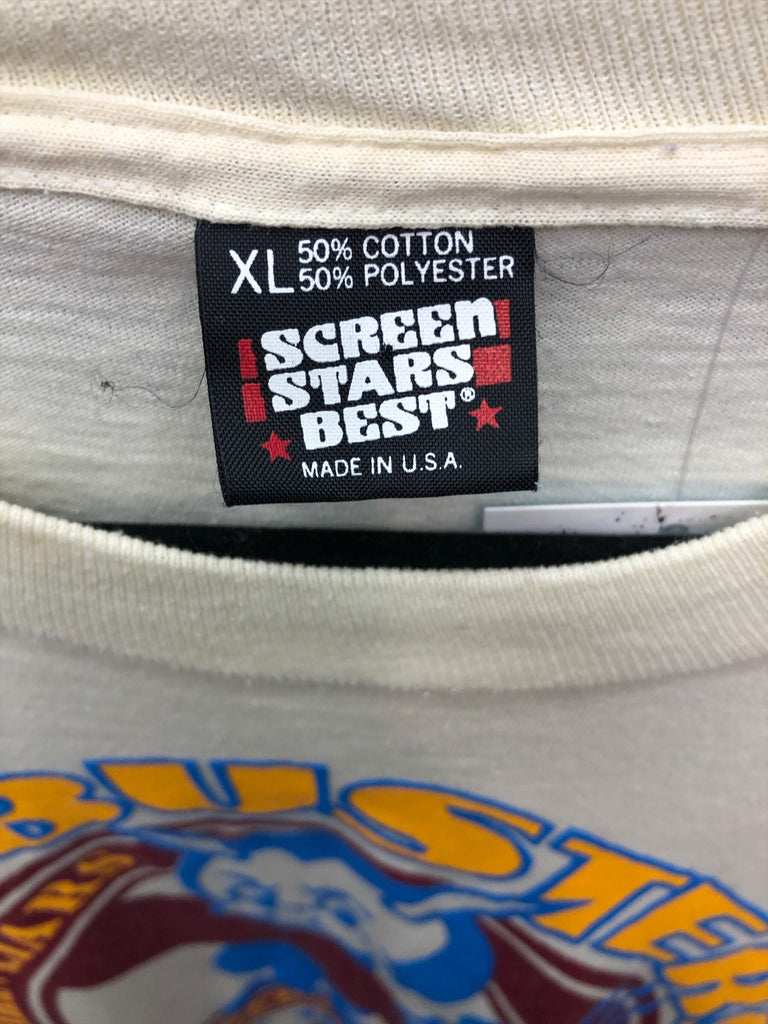 XL 50% COTTON
50% POLYESTER
SCREEN
STARS
BEST®
MADE IN U.S.A.
BUSTER